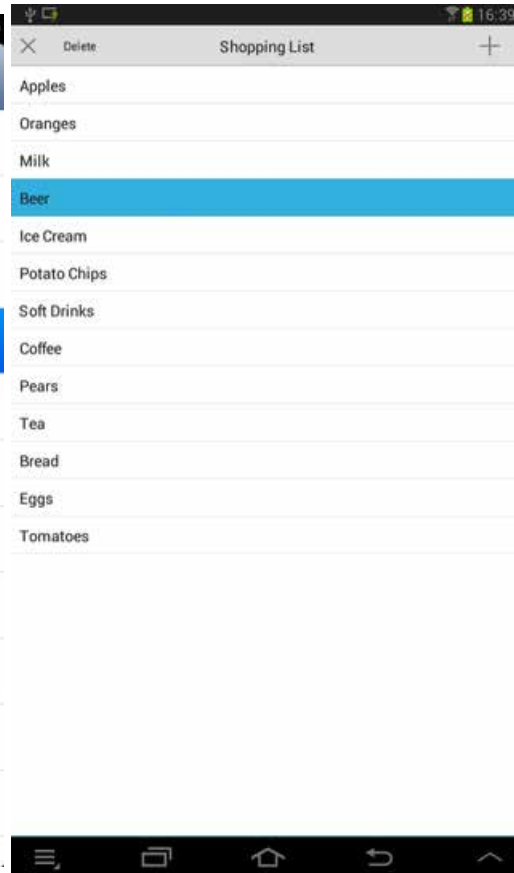 16:39
Delete Shopping List
Apples
Oranges
Milk
Beer
Ice Cream
Potato Chips
Soft Drinks
Coffee
Pears
Tea
Bread
Eggs
Tomatoes